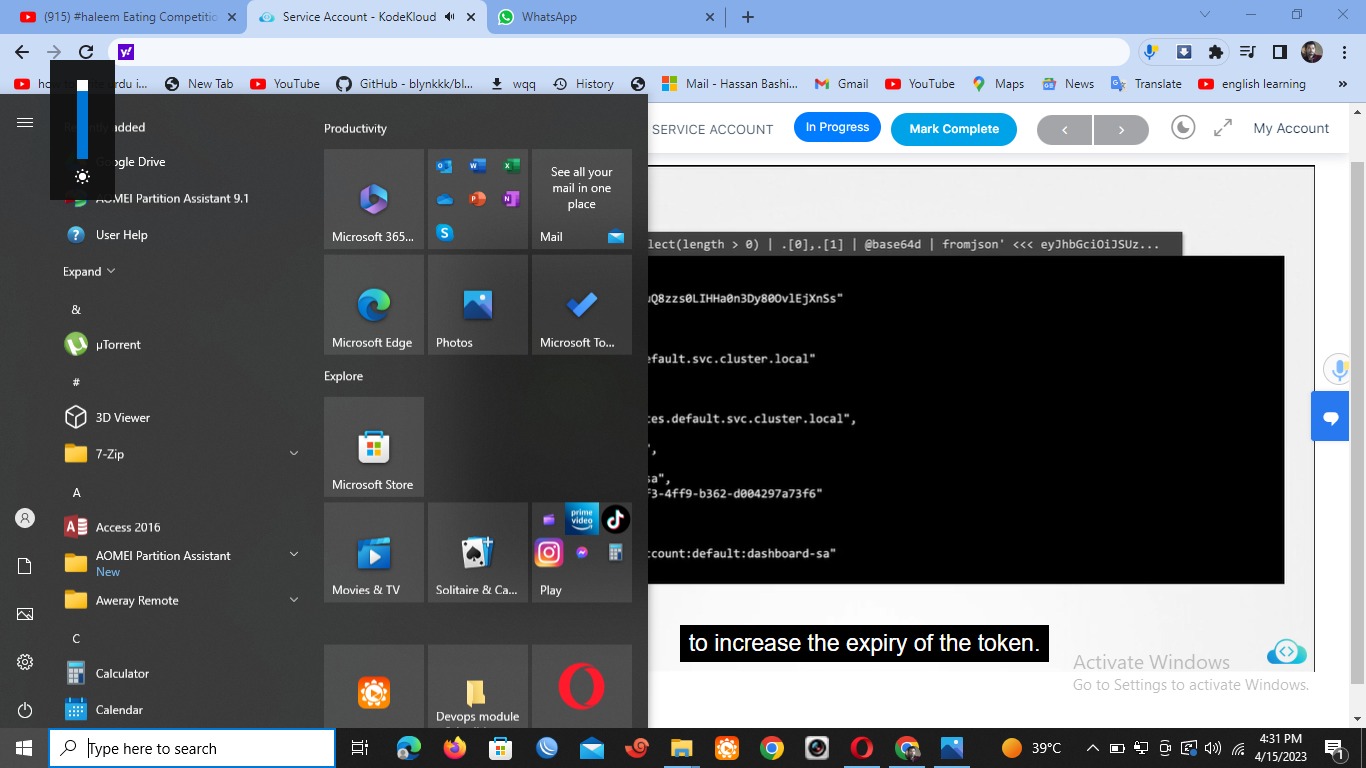 (915) #haleem Eating Competitio
Service Account - KodeKloud
WhatsApp
y!
New Tab
YouTube
GitHub - blynkk/bl...
wqq
History
Mail - Hassan Bashi...
Gmail
YouTube
Maps
News
Translate
english learning
»
SERVICE ACCOUNT
In Progress
Mark Complete
<
>
My Account
added
Google Drive
AOMEI Partition Assistant 9.1
User Help
Expand
&
µTorrent
#
3D Viewer
7-Zip
A
Access 2016
AOMEI Partition Assistant
New
Aweray Remote
C
Calculator
Calendar
Productivity
Microsoft 365...
See all your
mail in one
place
Mail
Microsoft Edge
Photos
Microsoft To...
Explore
Microsoft Store
Movies & TV
Solitaire & Ca...
prime video
Play
Devops module
lect(length > 0) | .[0],.[1] | @base64d | fromjson' <<< eyJhbGciOiJSUz...
Q8zzs0LIHHa0n3Dy80OvlEjXnSs"
efault.svc.cluster.local"
es.default.svc.cluster.local",
",
sa",
f3-4ff9-b362-d004297a73f6"
count:default:dashboard-sa"
to increase the expiry of the token.
Activate Windows
Go to Settings to activate Windows.
Type here to search
39°C
4:31 PM
4/15/2023
1